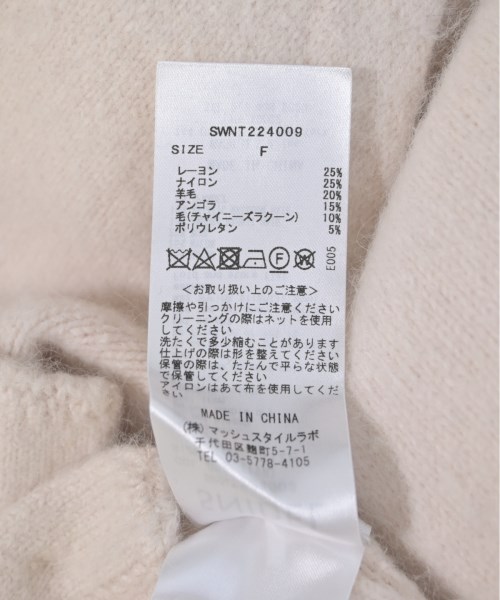 SWNT224009
SIZE F
レーヨン 25%
ナイロン 25%
羊毛 20%
アンゴラ 15%
毛(チャイニーズラクーン) 10%
ポリウレタン 5%
F W
E005
<お取り扱い上のご注意>
摩擦や引っかけにご注意ください
クリーニングの際はネットを使用
してください
洗たくで多少縮むことがあります
仕上げの際は形を整えてください
保管の際は、たたんで平らな状態
で保管してください
アイロンはあて布を使用してくだ
さい
MADE IN CHINA
(株)マッシュスタイルラボ
千代田区麹町5-7-1
TEL 03-5778-4105